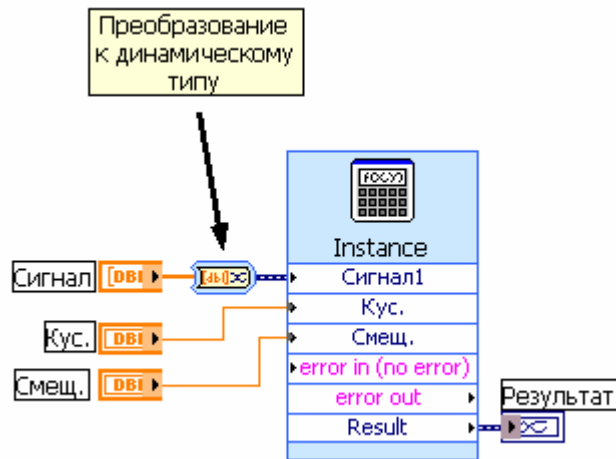 Преобразование
к динамическому
типу
F(X,Y)
Instance
Сигнал
[DBl
Сигнал1
Кус.
DBl
Кус.
Смещ.
DBl
Смещ.
error in (no error)
error out
Result
Результат